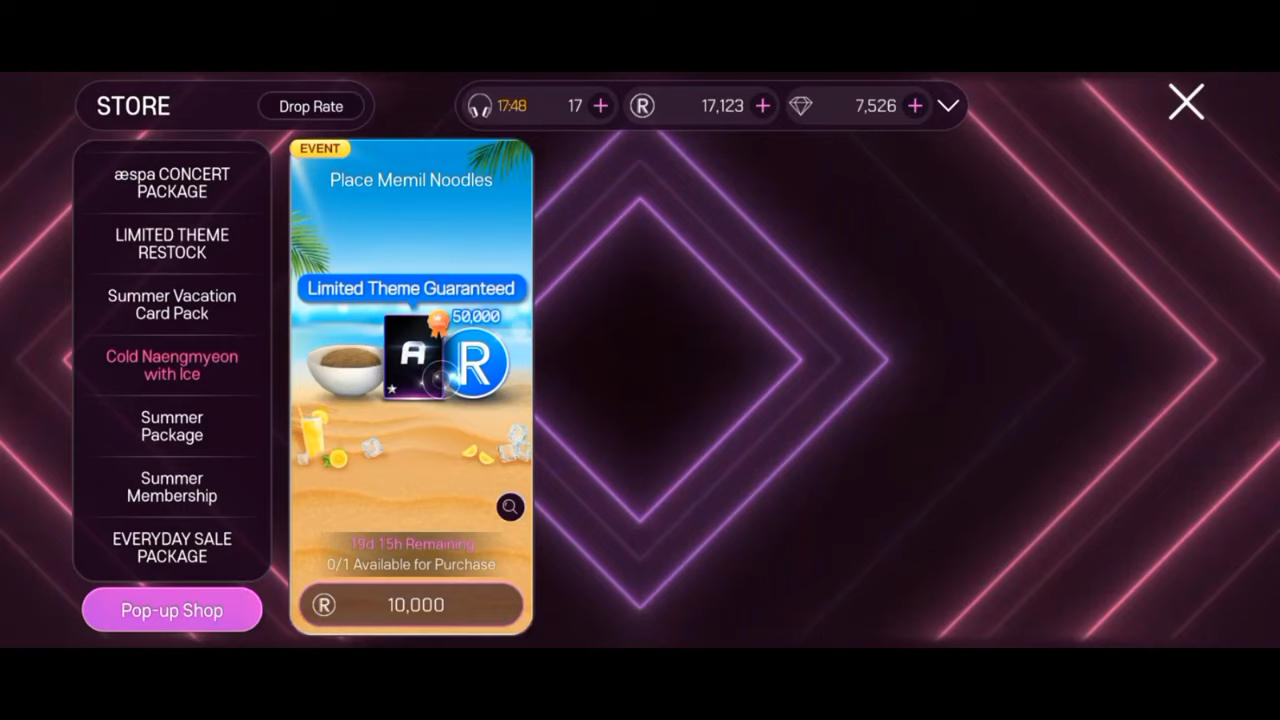 STORE
Drop Rate
17:48
17
R
17,123
7,526
æspa CONCERT
PACKAGE
LIMITED THEME
RESTOCK
Summer Vacation
Card Pack
Cold Naengmyeon
with Ice
Summer
Package
Summer
Membership
EVERYDAY SALE
PACKAGE
Pop-up Shop
EVENT
Place Memil Noodles
Limited Theme Guaranteed
50,000
A
R
19d 15h Remaining
0/1 Available for Purchase
R 10,000